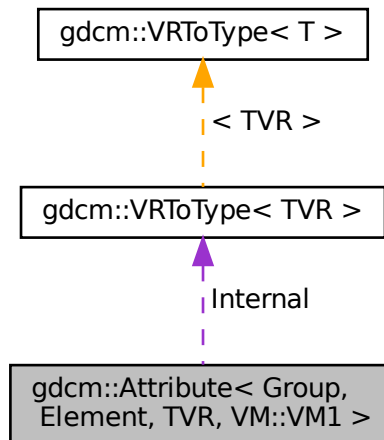 gdcm::VRToType< T >
< TVR >
gdcm::VRToType< TVR >
Internal
gdcm::Attribute< Group,
Element, TVR, VM::VM1 >